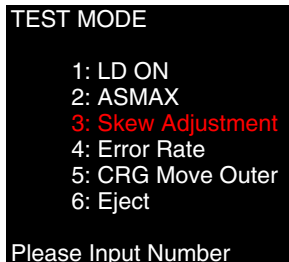 TEST MODE
1: LD ON
2: ASMAX
3: Skew Adjustment
4: Error Rate
5: CRG Move Outer
6: Eject
Please Input Number